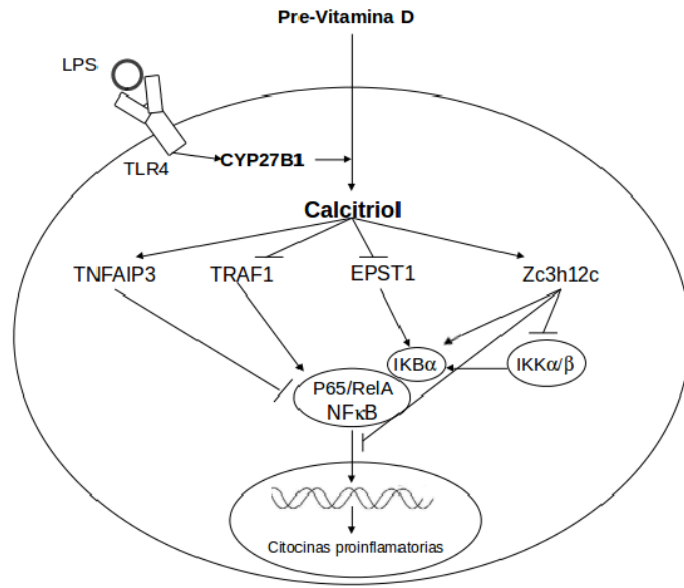 Pre-Vitamina D
LPS
TLR4
CYP27B1
Calcitriol
TNFAIP3
TRAF1
EPST1
Zc3h12c
IKBα
IKKα/β
P65/RelA
NFκB
Citocinas proinflamatorias